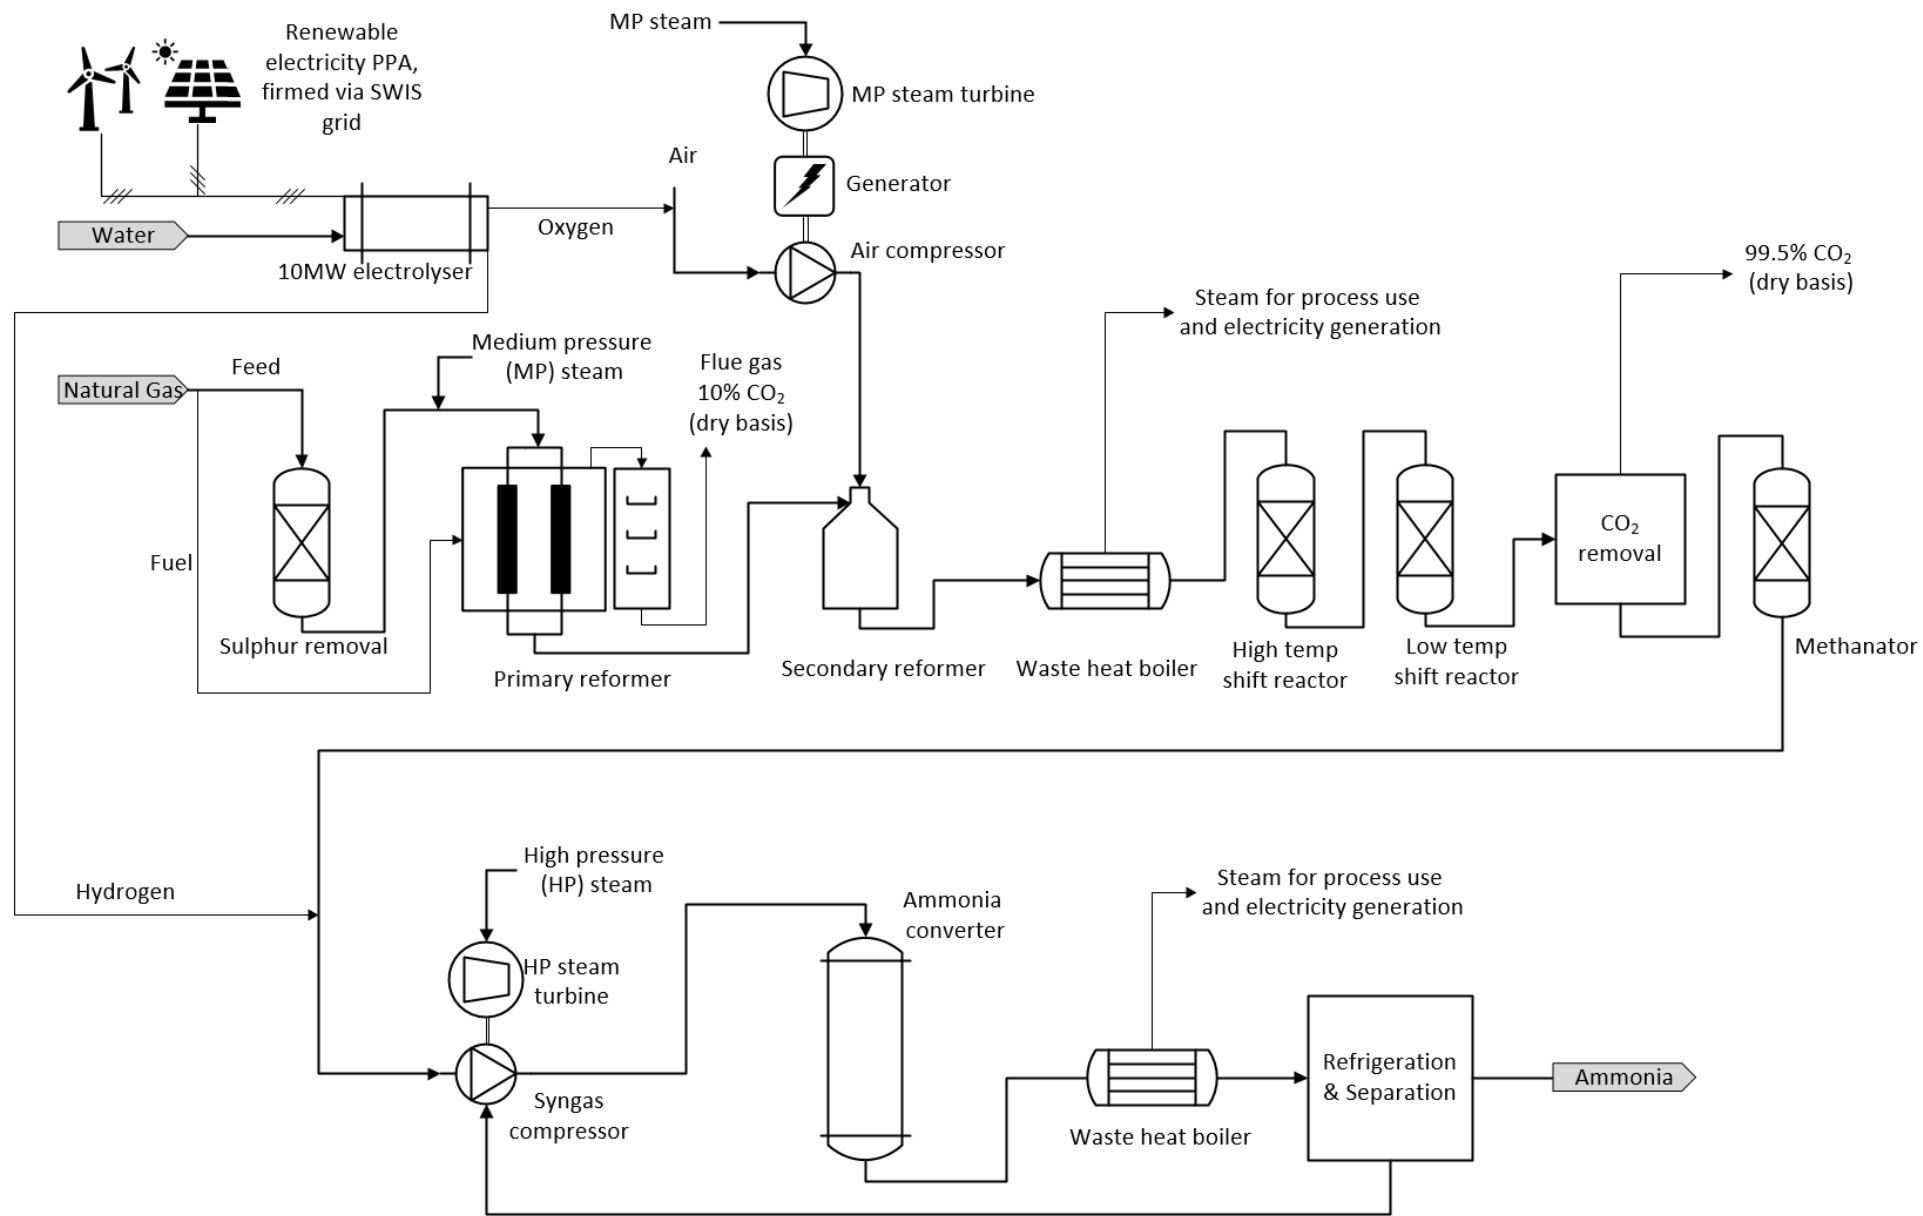 Renewable
electricity PPA,
firmed via SWIS
grid
MP steam
MP steam turbine
Air
Generator
Water
Oxygen
10MW electrolyser
Air compressor
99.5% CO₂
(dry basis)
Steam for process use
and electricity generation
Medium pressure
(MP) steam
Flue gas
10% CO₂
(dry basis)
Feed
Natural Gas
Fuel
CO₂
removal
Sulphur removal
Primary reformer
Secondary reformer
Waste heat boiler
High temp
shift reactor
Low temp
shift reactor
Methanator
High pressure
(HP) steam
Hydrogen
Ammonia
converter
Steam for process use
and electricity generation
HP steam
turbine
Refrigeration
& Separation
Ammonia
Syngas
compressor
Waste heat boiler